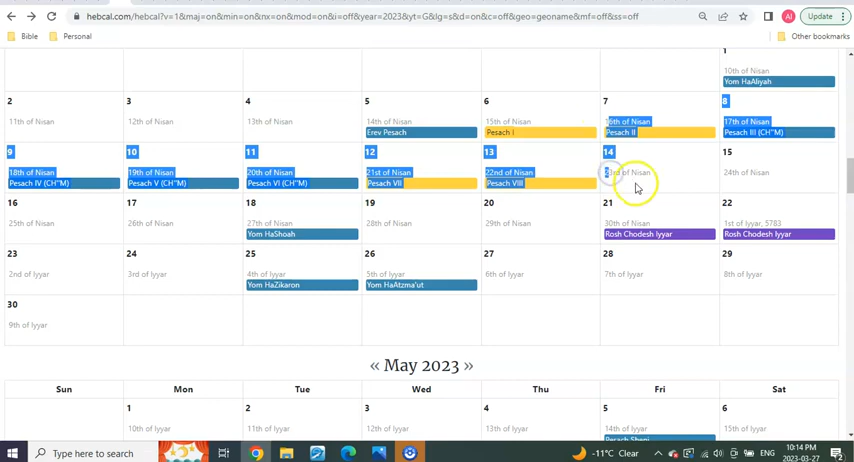 hebcal.com/hebcal?v=1&maj=on&min=on&nx=on&mod=on&i=off&year=2023&yt=G&lg=s&d=on&c=off&geo=geoname&mf=off&ss=off
AI
Update
Bible
Personal
Other bookmarks
1
10th of Nisan
Yom HaAliyah
2 3 4 5 6 7 8
11th of Nisan 12th of Nisan 13th of Nisan 14th of Nisan 15th of Nisan 16th of Nisan 17th of Nisan
Erev Pesach Pesach I Pesach II Pesach III (CH"M)
9 10 11 12 13 14 15
18th of Nisan 19th of Nisan 20th of Nisan 21st of Nisan 22nd of Nisan 23rd of Nisan 24th of Nisan
Pesach IV (CH"M) Pesach V (CH"M) Pesach VI (CH"M) Pesach VII Pesach VIII
16 17 18 19 20 21 22
25th of Nisan 26th of Nisan 27th of Nisan 28th of Nisan 29th of Nisan 30th of Nisan 1st of Iyyar, 5783
Yom HaShoah Rosh Chodesh Iyyar Rosh Chodesh Iyyar
23 24 25 26 27 28 29
2nd of Iyyar 3rd of Iyyar 4th of Iyyar 5th of Iyyar 6th of Iyyar 7th of Iyyar 8th of Iyyar
Yom HaZikaron Yom HaAtzma'ut
30
9th of Iyyar
« May 2023 »
Sun Mon Tue Wed Thu Fri Sat
1 2 3 4 5 6
10th of Iyyar 11th of Iyyar 12th of Iyyar 13th of Iyyar 14th of Iyyar 15th of Iyyar
Pesach Sheni
Type here to search
-11°C Clear
ENG
10:14 PM
2023-03-27
2